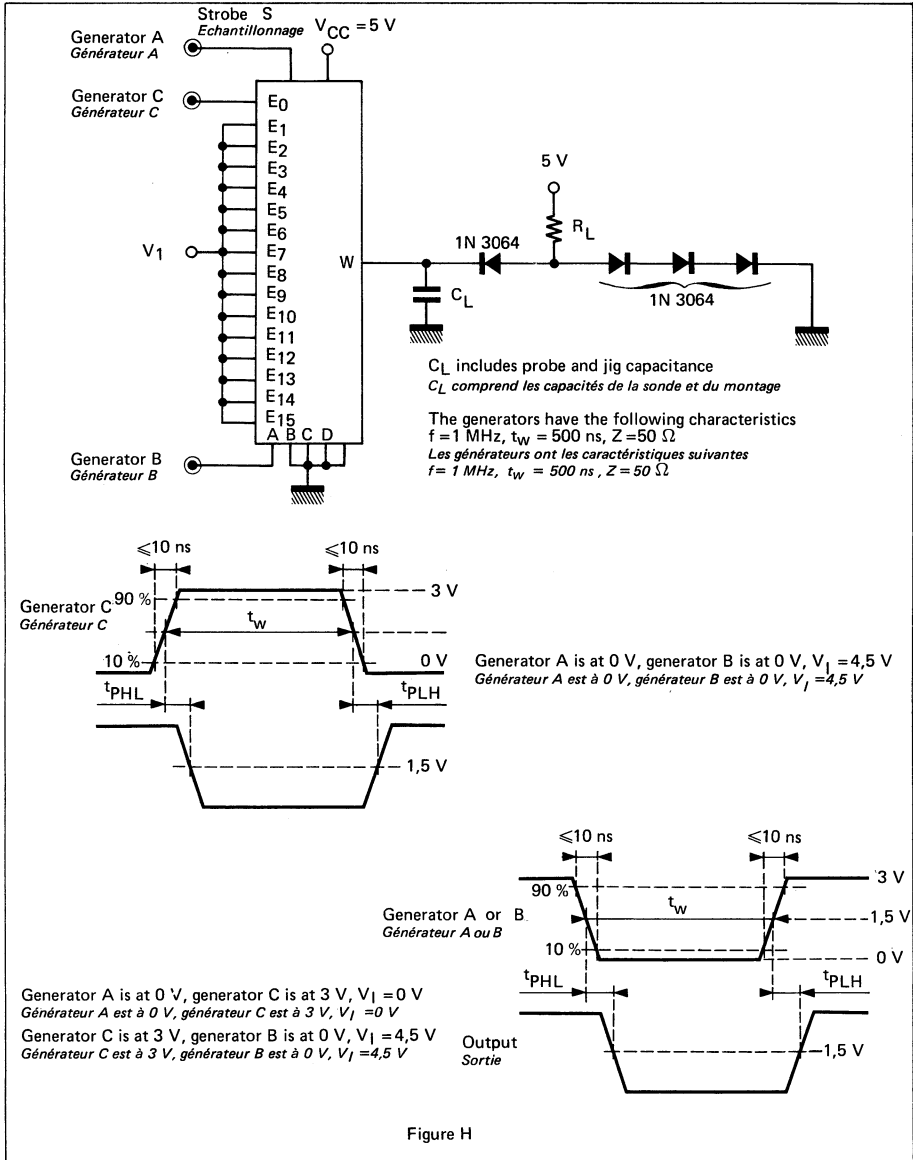 Strobe S
Echantillonnage
VCC = 5 V
Generator A
Générateur A
Generator C
Générateur C
E0
E1
E2
E3
E4
E5
E6
E7
E8
E9
E10
E11
E12
E13
E14
E15
V1
W
A B C D
Generator B
Générateur B
5 V
RL
1N 3064
CL
1N 3064
CL includes probe and jig capacitance
CL comprend les capacités de la sonde et du montage
The generators have the following characteristics
f = 1 MHz, tw = 500 ns, Z = 50 Ω
Les générateurs ont les caractéristiques suivantes
f = 1 MHz, tw = 500 ns, Z = 50 Ω
⩽10 ns
⩽10 ns
3 V
90 %
Generator C
Générateur C
tw
10 %
0 V
tPHL
tPLH
1,5 V
Generator A is at 0 V, generator B is at 0 V, VI = 4,5 V
Générateur A est à 0 V, générateur B est à 0 V, VI = 4,5 V
⩽10 ns
⩽10 ns
3 V
90 %
Generator A or B
Générateur A ou B
tw
1,5 V
10 %
0 V
tPHL
tPLH
Generator A is at 0 V, generator C is at 3 V, VI = 0 V
Générateur A est à 0 V, générateur C est à 3 V, VI = 0 V
Generator C is at 3 V, generator B is at 0 V, VI = 4,5 V
Générateur C est à 3 V, générateur B est à 0 V, VI = 4,5 V
Output
Sortie
1,5 V
Figure H